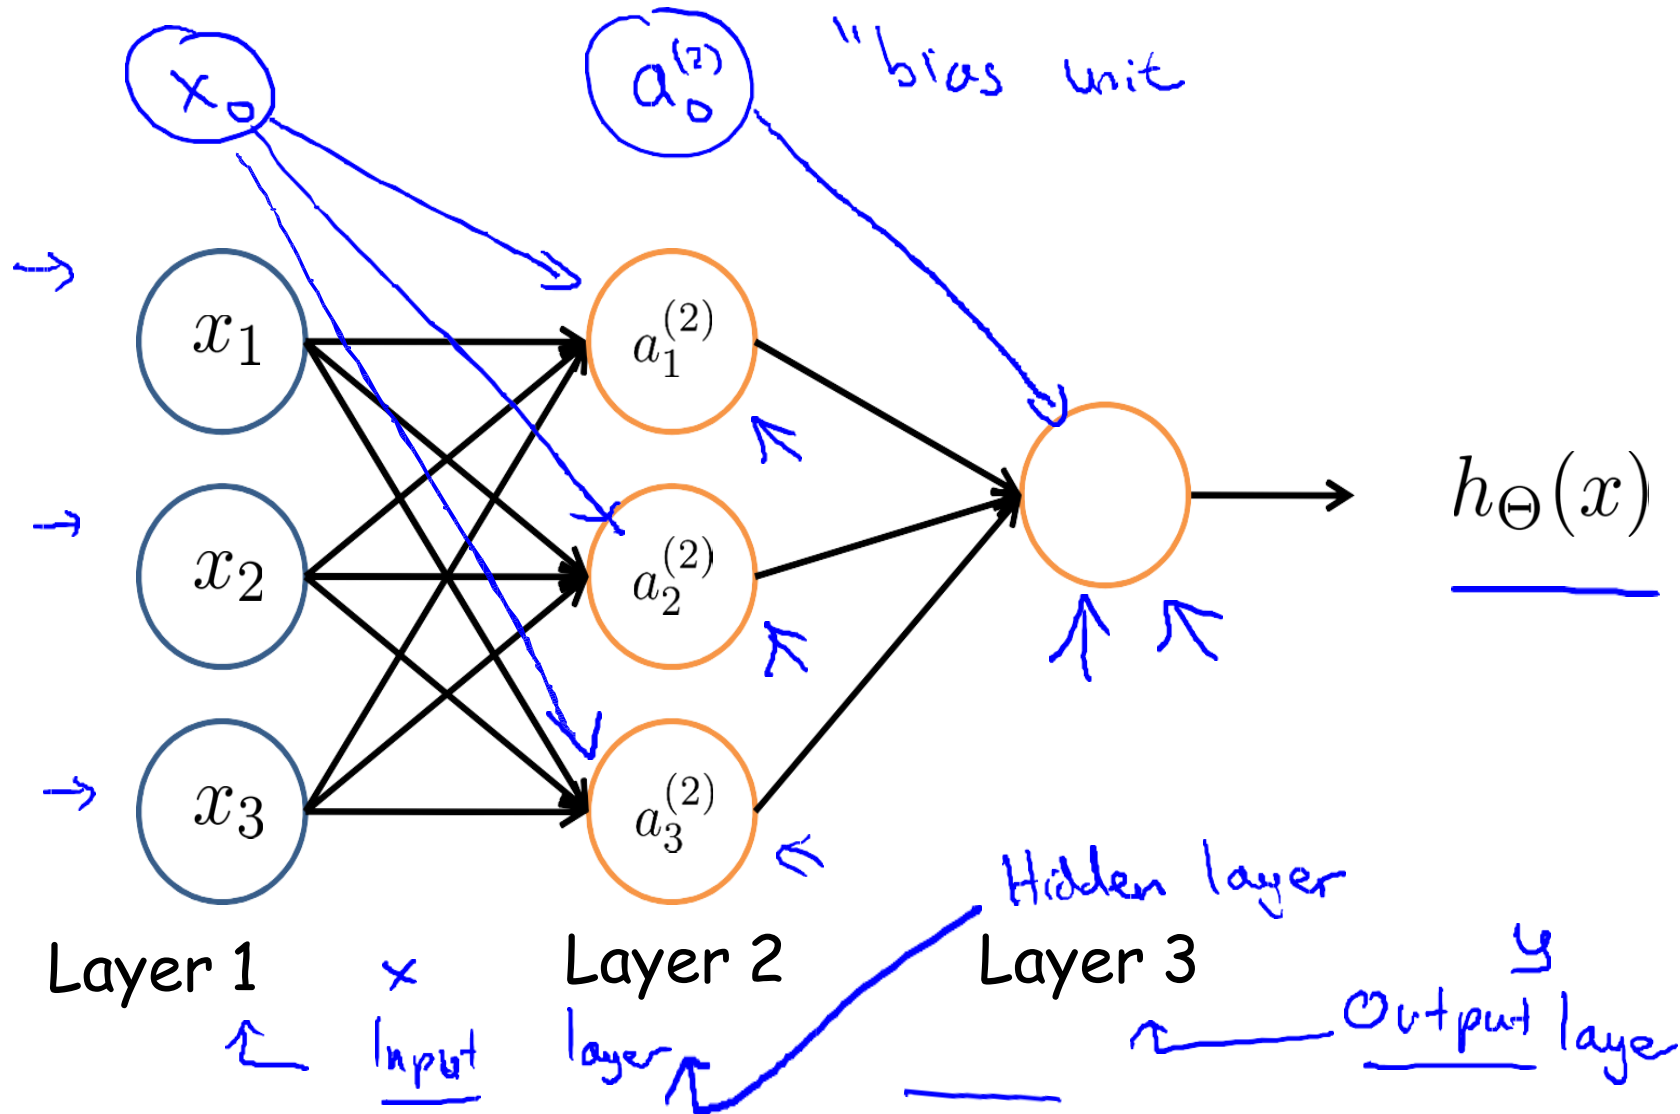 x₀ a₀⁽²⁾ "bias unit
x₁ a₁⁽²⁾
h_Θ(x)
x₂ a₂⁽²⁾
x₃ a₃⁽²⁾
Hidden layer
Layer 1 x Layer 2 Layer 3 y
Input layer Output layer